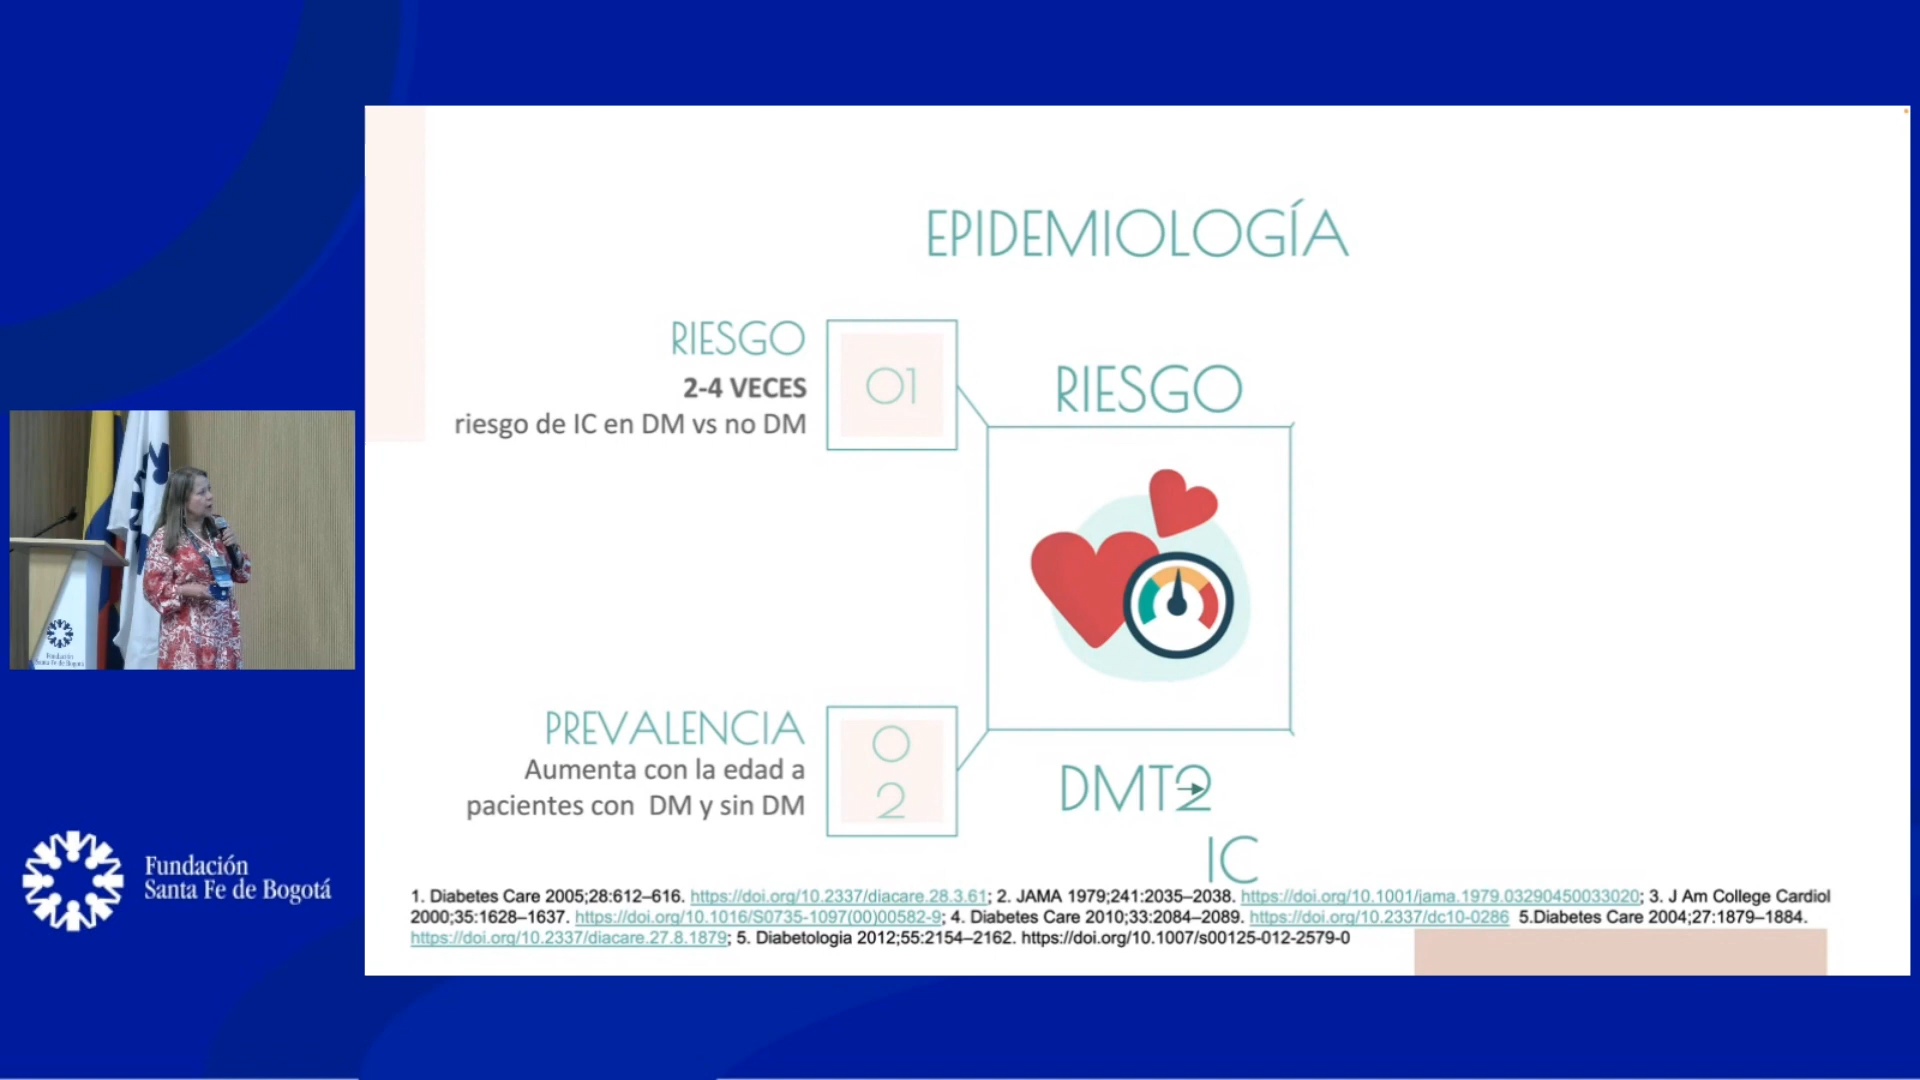 EPIDEMIOLOGÍA
RIESGO
2-4 VECES
riesgo de IC en DM vs no DM
01
RIESGO
PREVALENCIA
Aumenta con la edad a
pacientes con DM y sin DM
0
2
DMT2
IC
1. Diabetes Care 2005;28:612–616. https://doi.org/10.2337/diacare.28.3.61; 2. JAMA 1979;241:2035–2038. https://doi.org/10.1001/jama.1979.03290450033020; 3. J Am College Cardiol
2000;35:1628–1637. https://doi.org/10.1016/S0735-1097(00)00582-9; 4. Diabetes Care 2010;33:2084–2089. https://doi.org/10.2337/dc10-0286 5.Diabetes Care 2004;27:1879–1884.
https://doi.org/10.2337/diacare.27.8.1879; 5. Diabetologia 2012;55:2154–2162. https://doi.org/10.1007/s00125-012-2579-0
Fundación
Santa Fe de Bogotá
Fundación
Santa Fe de Bogotá